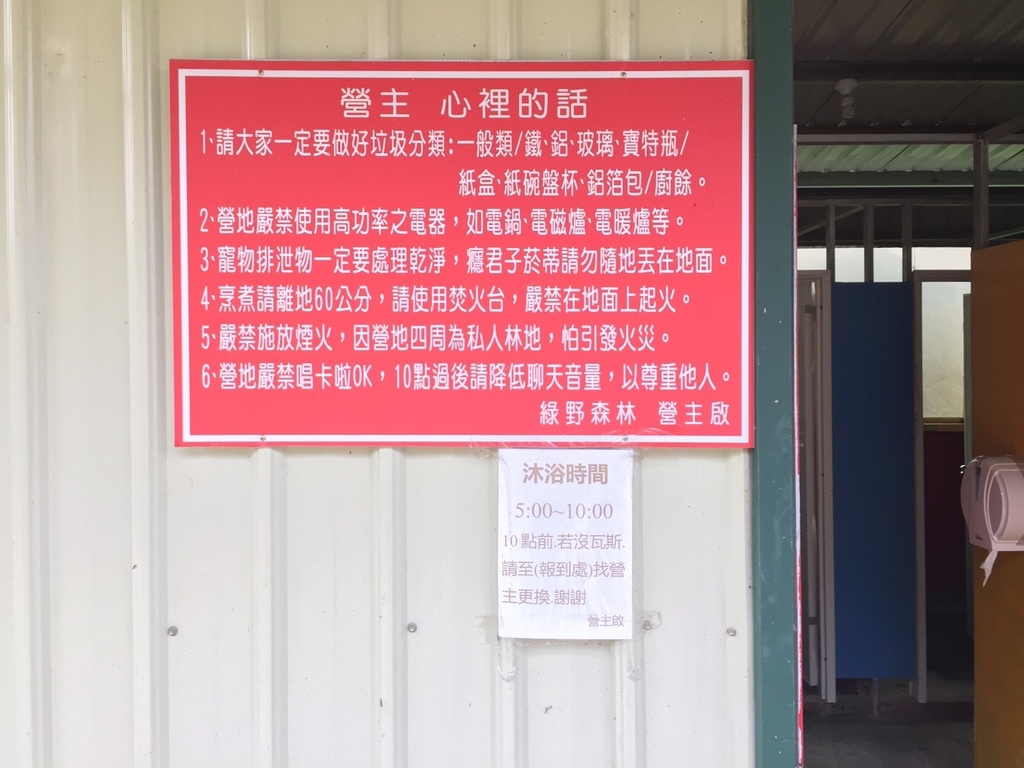 營主 心裡的話
1、請大家一定要做好垃圾分類:一般類/鐵、鋁、玻璃、寶特瓶/
紙盒、紙碗盤杯、鋁箔包/廚餘。
2、營地嚴禁使用高功率之電器，如電鍋、電磁爐、電暖爐等。
3、寵物排泄物一定要處理乾淨，癮君子菸蒂請勿隨地丟在地面。
4、烹煮請離地60公分，請使用焚火台，嚴禁在地面上起火。
5、嚴禁施放煙火，因營地四周為私人林地，怕引發火災。
6、營地嚴禁唱卡啦OK，10點過後請降低聊天音量，以尊重他人。
綠野森林 營主啟
沐浴時間
5:00~10:00
10點前.若沒瓦斯.
請至(報到處)找營
主更換.謝謝
營主啟